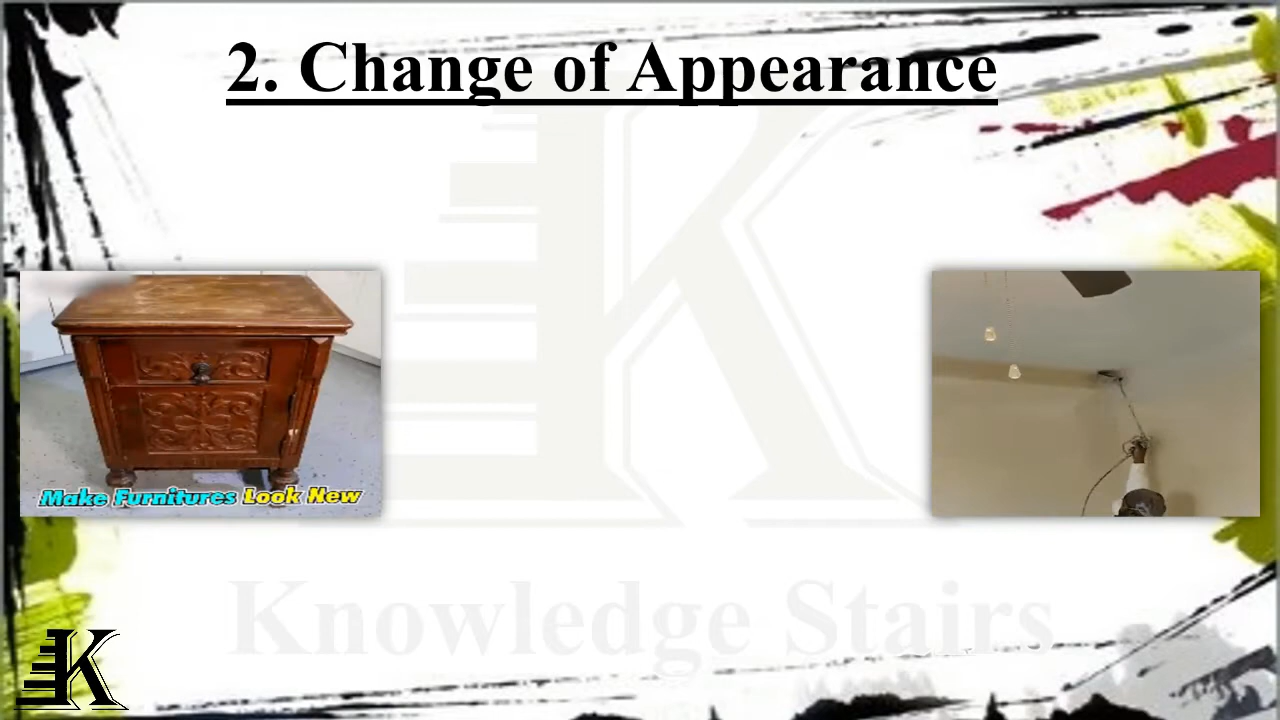 2. Change of Appearance
Make Furnitures Look New
Knowledge Stairs
K